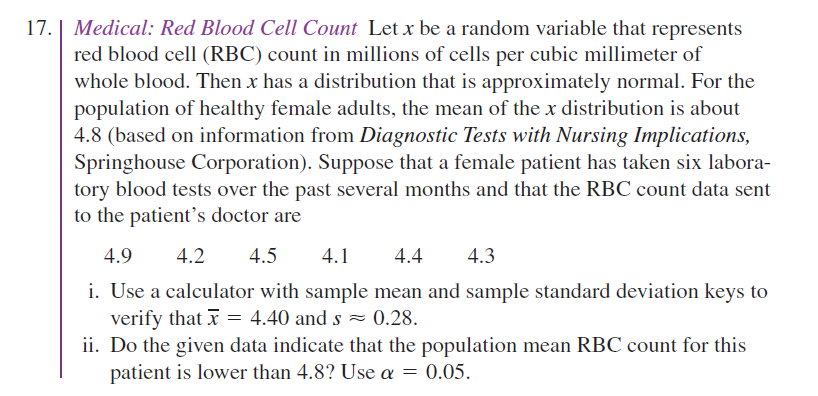 17. Medical: Red Blood Cell Count Let x be a random variable that represents
red blood cell (RBC) count in millions of cells per cubic millimeter of
whole blood. Then x has a distribution that is approximately normal. For the
population of healthy female adults, the mean of the x distribution is about
4.8 (based on information from Diagnostic Tests with Nursing Implications,
Springhouse Corporation). Suppose that a female patient has taken six labora-
tory blood tests over the past several months and that the RBC count data sent
to the patient's doctor are
4.9 4.2 4.5 4.1 4.4 4.3
i. Use a calculator with sample mean and sample standard deviation keys to
verify that x̄ = 4.40 and s ≈ 0.28.
ii. Do the given data indicate that the population mean RBC count for this
patient is lower than 4.8? Use α = 0.05.